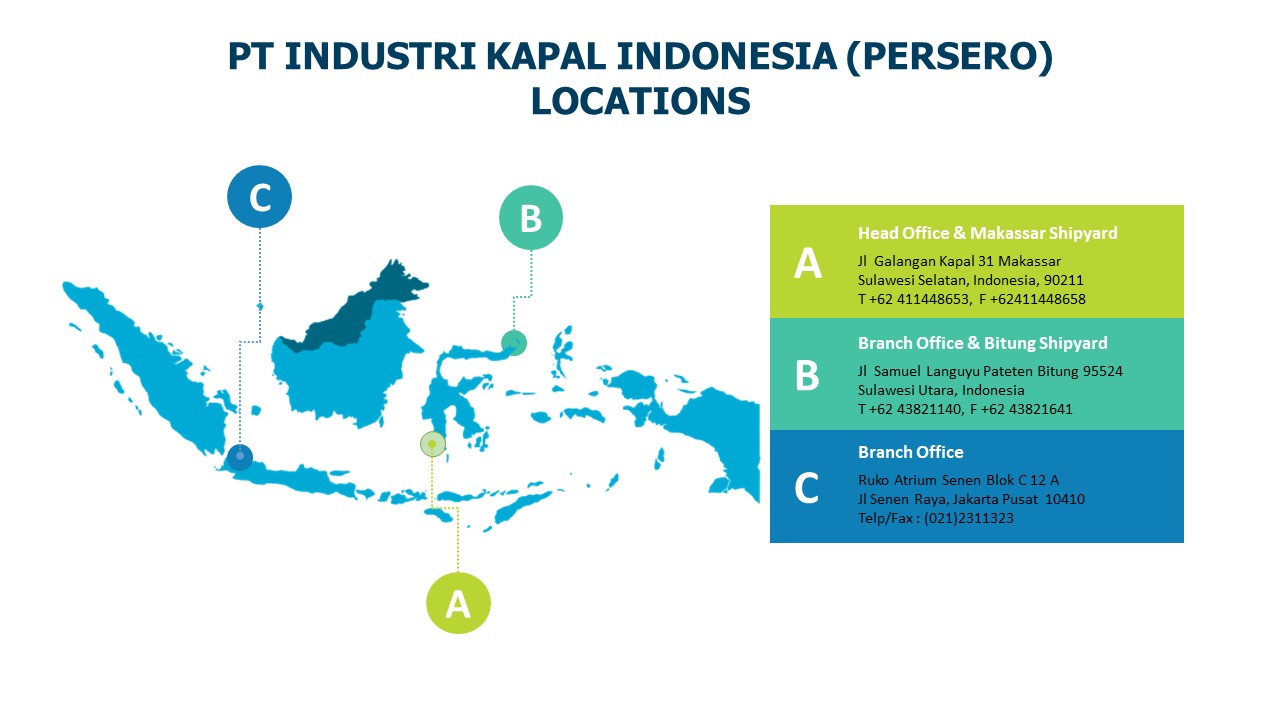 PT INDUSTRI KAPAL INDONESIA (PERSERO)
LOCATIONS
C
B
A
A
Head Office & Makassar Shipyard
Jl Galangan Kapal 31 Makassar
Sulawesi Selatan, Indonesia, 90211
T +62 411448653, F +62411448658
B
Branch Office & Bitung Shipyard
Jl Samuel Languyu Pateten Bitung 95524
Sulawesi Utara, Indonesia
T +62 43821140, F +62 43821641
C
Branch Office
Ruko Atrium Senen Blok C 12 A
Jl Senen Raya, Jakarta Pusat 10410
Telp/Fax : (021)2311323